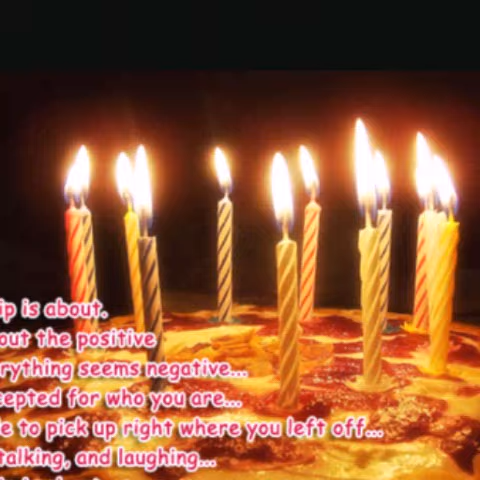 ip is about.
out the positive
rything seems negative...
cepted for who you are...
e to pick up right where you left off...
talking, and laughing...